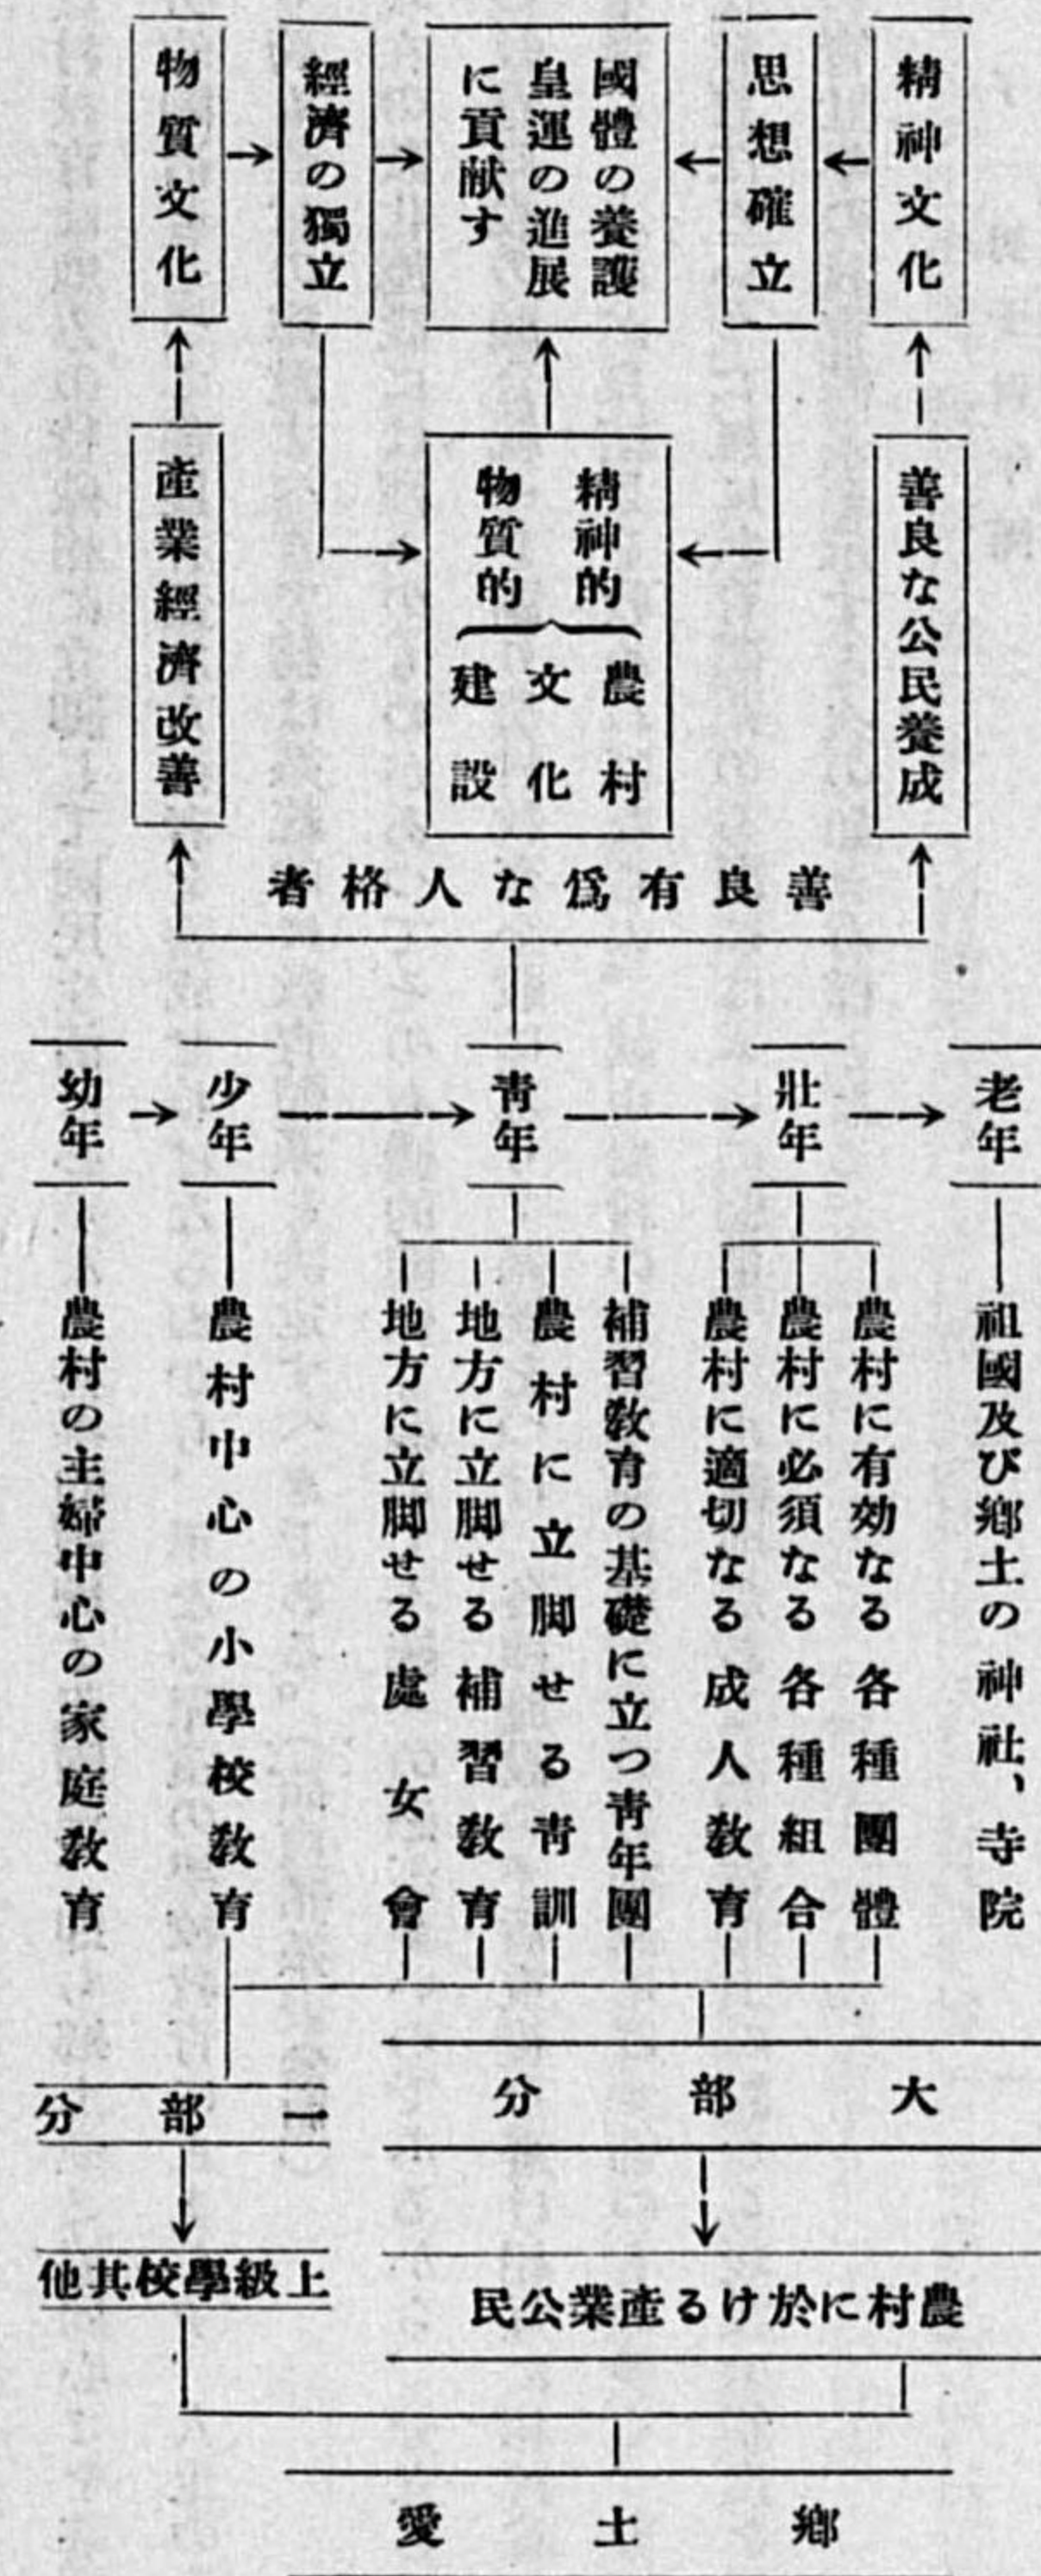 精神文化
思想確立
國體の養護
皇運の進展
に貢献す
經濟の獨立
物質文化
善良な公民養成
精神的
物質的
農村
文化
建設
產業經濟改善
善良有爲な人格者
老年
壯年
靑年
少年
幼年
祖國及び鄕土の神社、寺院
農村に有効なる各種團體
農村に必須なる各種組合
農村に適切なる成人敎育
補習敎育の基礎に立つ靑年團
農村に立脚せる靑訓
地方に立脚せる補習敎育
地方に立脚せる處女會
農村中心の小學校敎育
農村の主婦中心の家庭敎育
大部分
一部分
農村に於ける產業公民
上級學校其他
鄕土愛